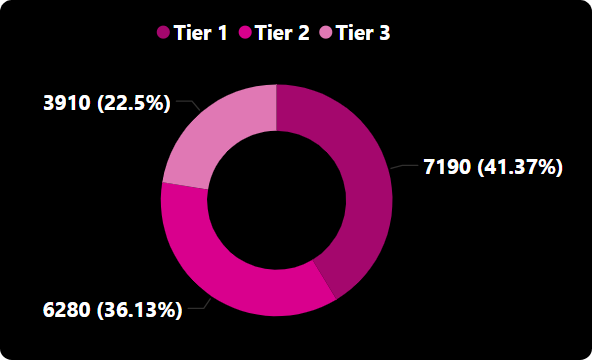 Tier 1 Tier 2 Tier 3
3910 (22.5%)
7190 (41.37%)
6280 (36.13%)